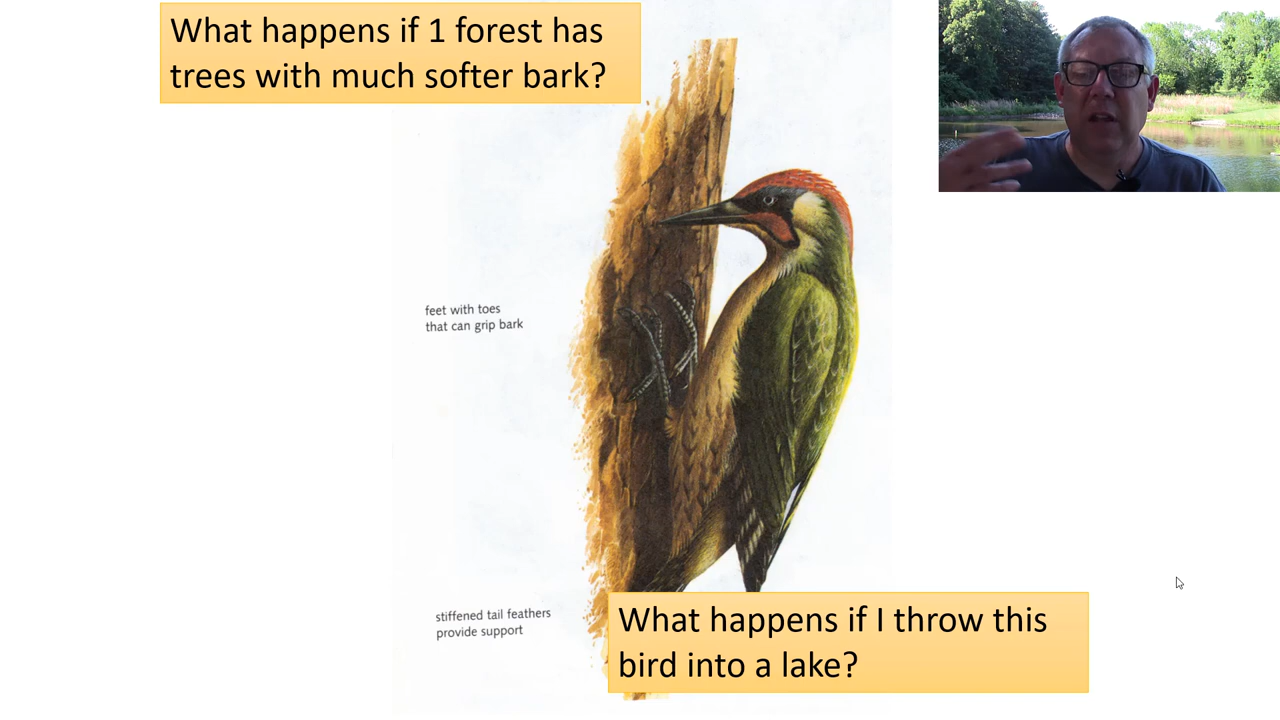 What happens if 1 forest has
trees with much softer bark?
feet with toes
that can grip bark
stiffened tail feathers
provide support
What happens if I throw this
bird into a lake?